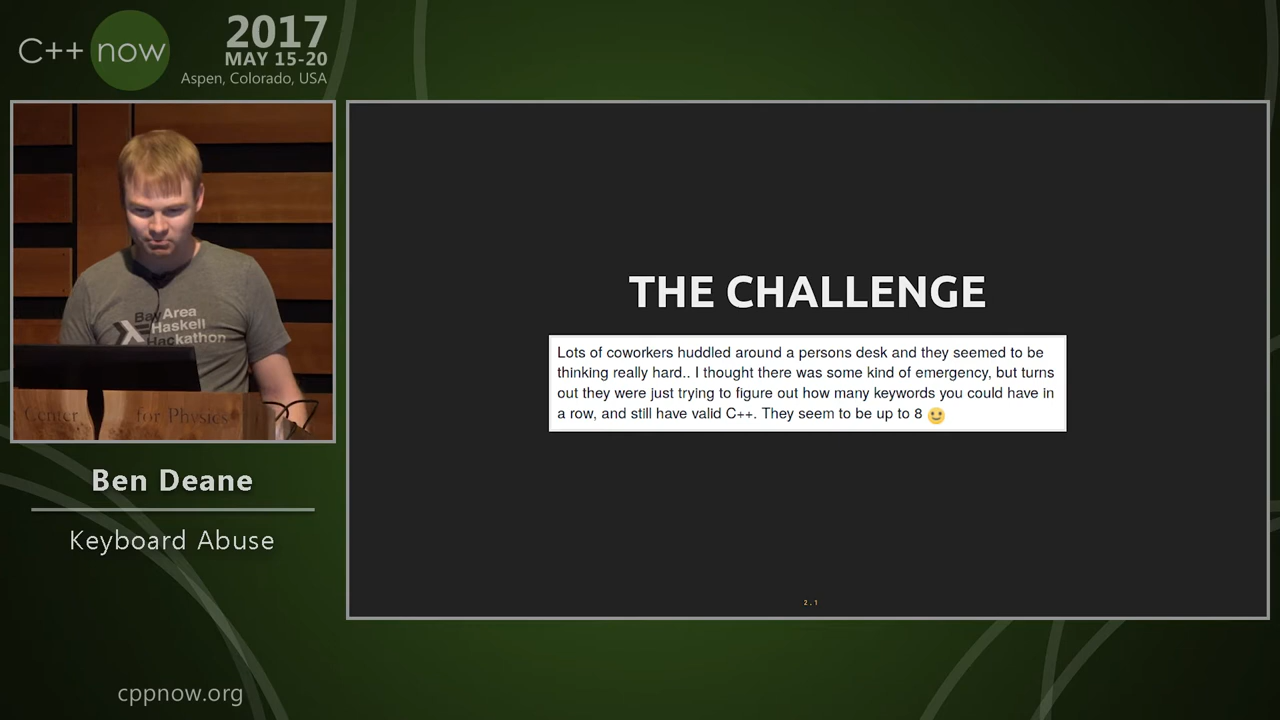 C++ now
2017
MAY 15-20
Aspen, Colorado, USA
Bay Area
Haskell
Hackathon
Center for Physics
Ben Deane
Keyboard Abuse
cppnow.org
THE CHALLENGE
Lots of coworkers huddled around a persons desk and they seemed to be
thinking really hard.. I thought there was some kind of emergency, but turns
out they were just trying to figure out how many keywords you could have in
a row, and still have valid C++. They seem to be up to 8
2.1